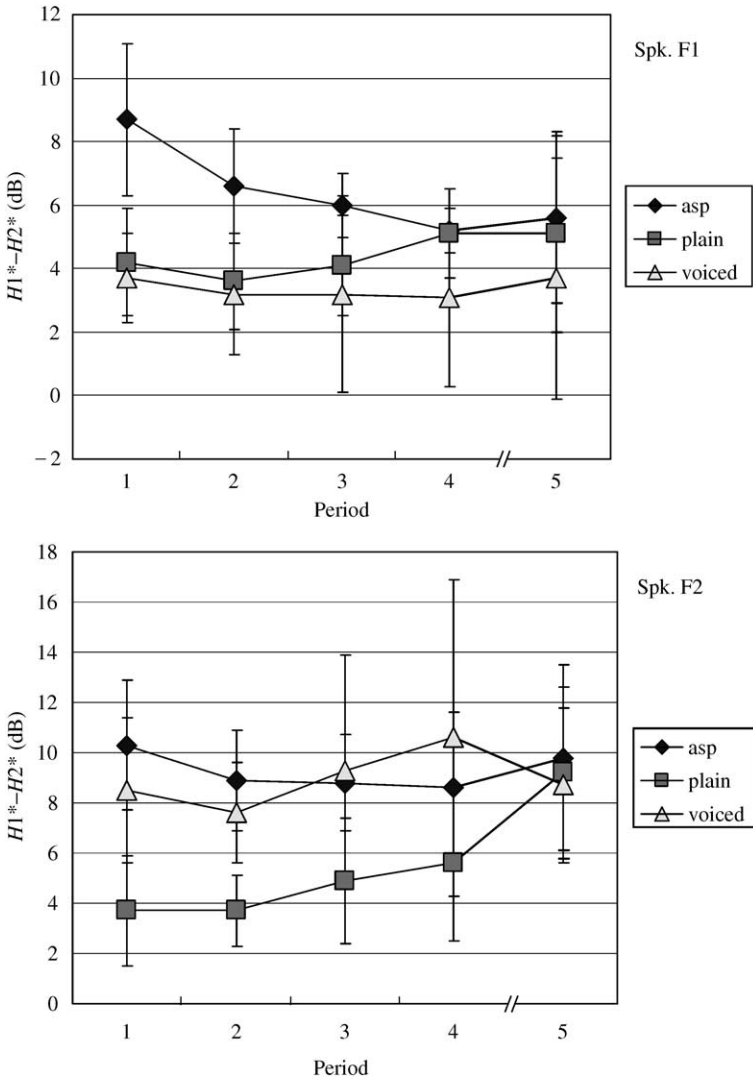 12
Spk. F1
10
8
6
4
2
0
−2
H1*–H2* (dB)
asp
plain
voiced
1 2 3 4 5
Period
18
Spk. F2
16
14
12
10
8
6
4
2
0
H1*–H2* (dB)
asp
plain
voiced
1 2 3 4 5
Period